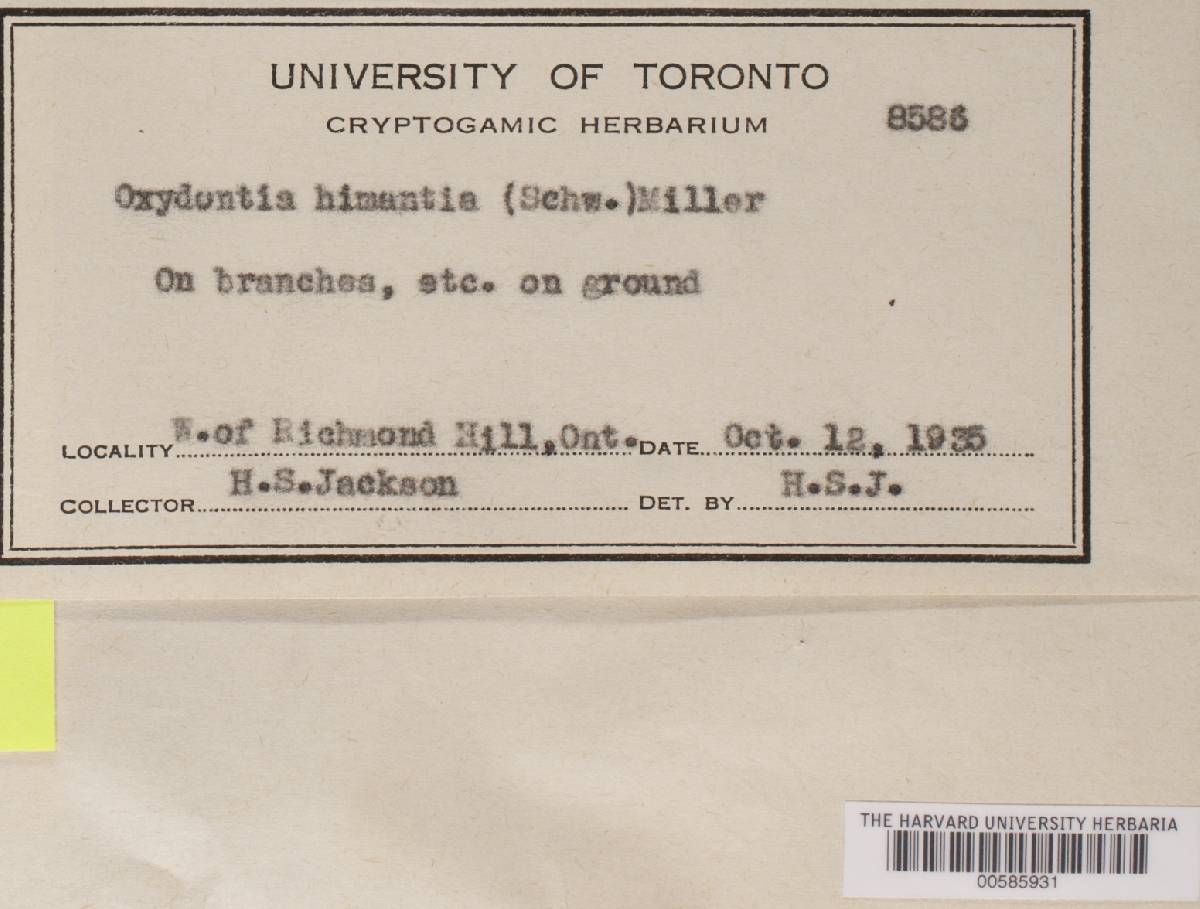 UNIVERSITY OF TORONTO
CRYPTOGAMIC HERBARIUM
8586
Oxydontia himantia (Schw.)Miller
On branches, etc. on ground
LOCALITY W.of Richmond Hill,Ont. DATE Oct. 12, 1935
COLLECTOR H.S.Jackson DET. BY H.S.J.
THE HARVARD UNIVERSITY HERBARIA
00585931